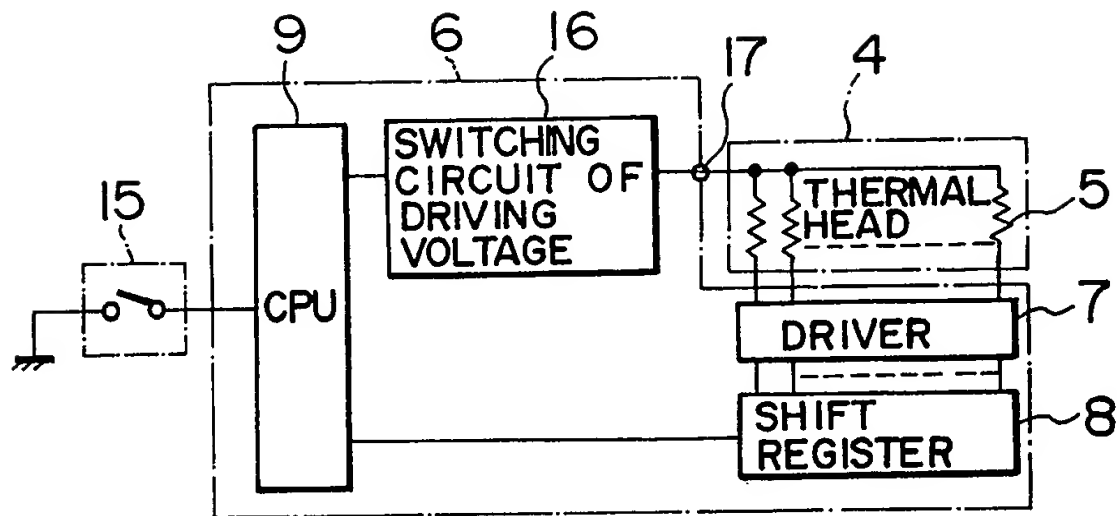 9
6
16
17
4
SWITCHING
CIRCUIT OF
DRIVING
VOLTAGE
THERMAL
HEAD
5
15
CPU
7
DRIVER
8
SHIFT
REGISTER